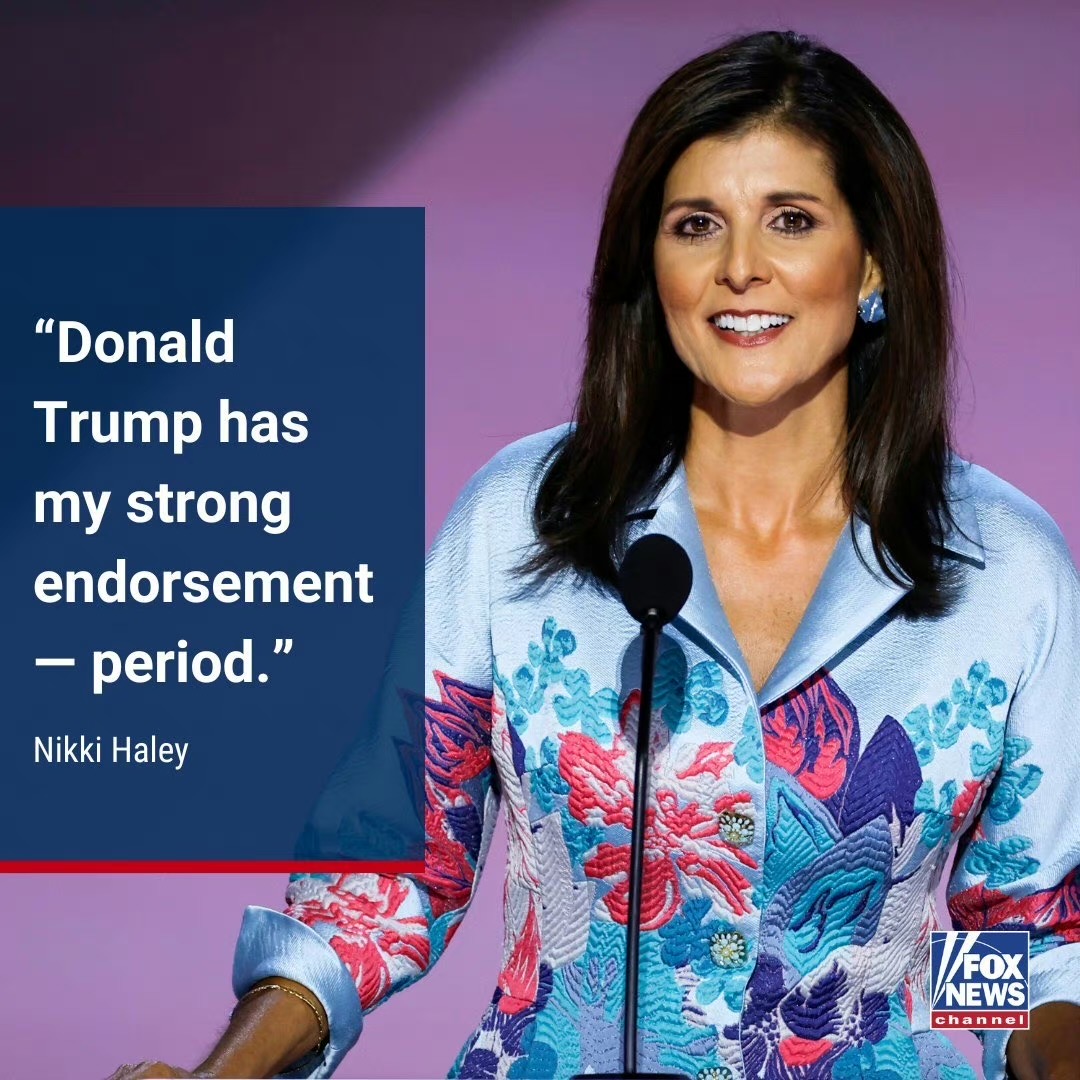 “Donald
Trump has
my strong
endorsement
— period.”
Nikki Haley
FOX
NEWS
channel